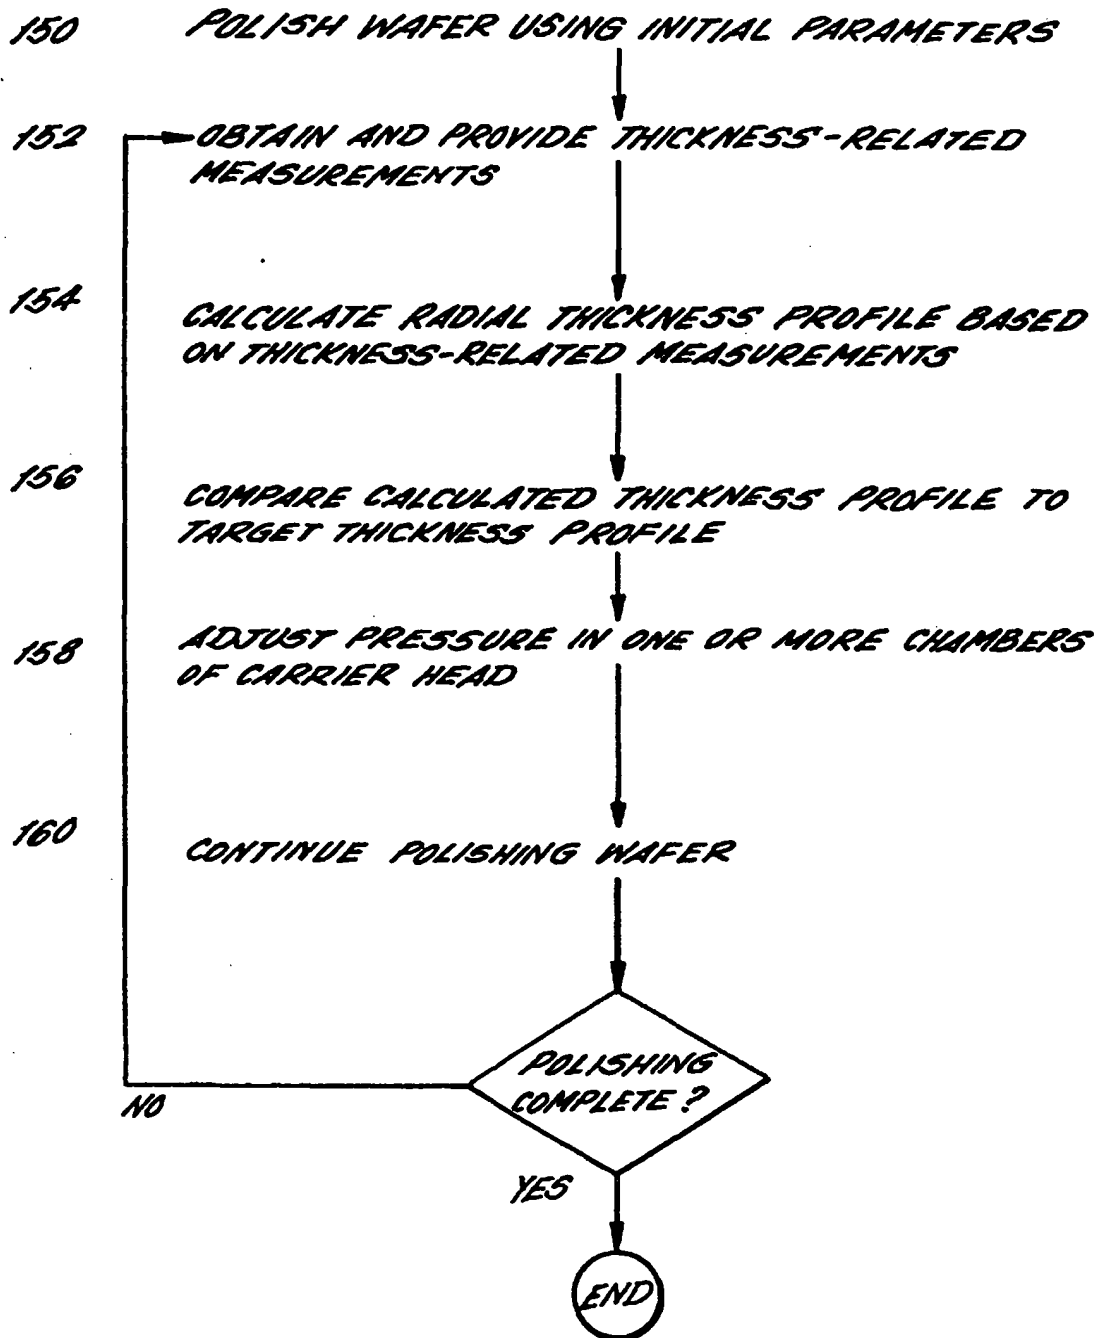 150 POLISH WAFER USING INITIAL PARAMETERS
152 OBTAIN AND PROVIDE THICKNESS-RELATED
MEASUREMENTS
154 CALCULATE RADIAL THICKNESS PROFILE BASED
ON THICKNESS-RELATED MEASUREMENTS
156 COMPARE CALCULATED THICKNESS PROFILE TO
TARGET THICKNESS PROFILE
158 ADJUST PRESSURE IN ONE OR MORE CHAMBERS
OF CARRIER HEAD
160 CONTINUE POLISHING WAFER
POLISHING
COMPLETE?
NO
YES
END